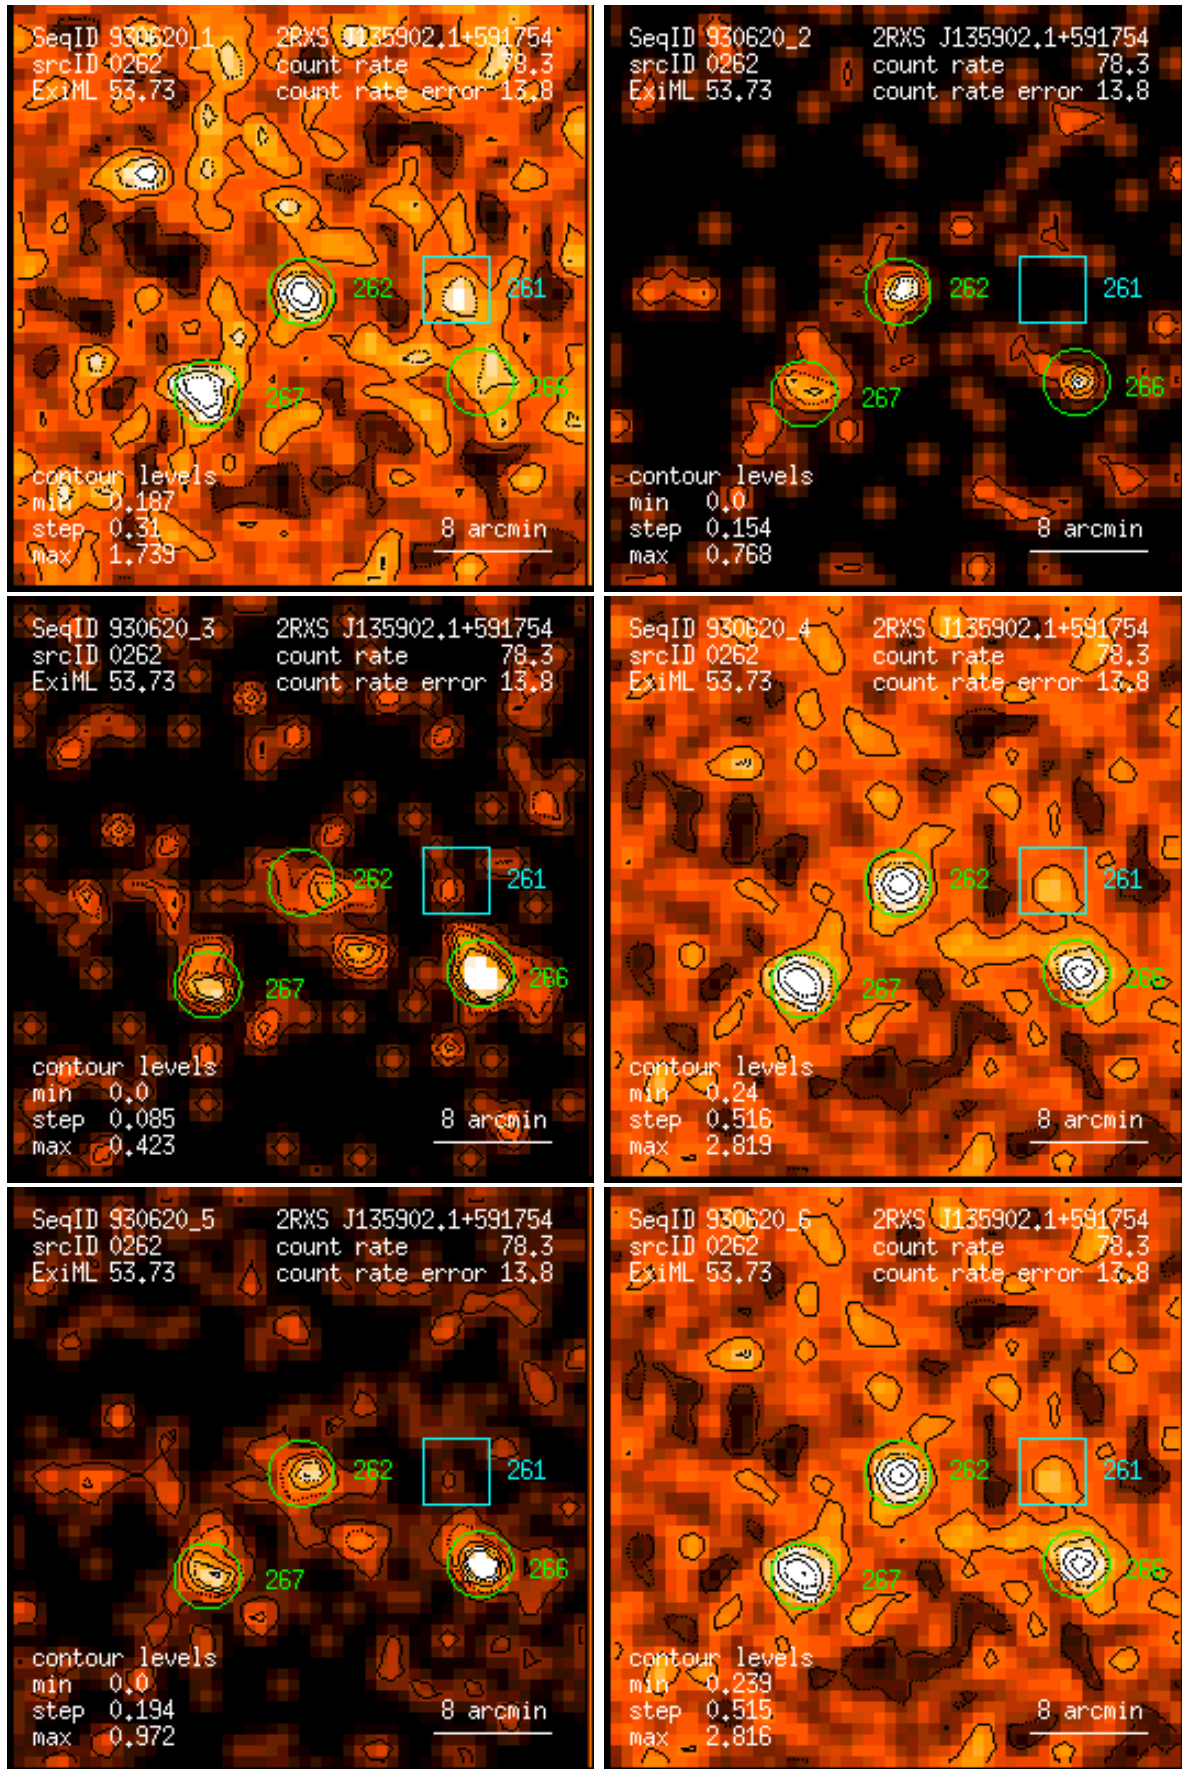 SeqID 930620_1 2RXS J135902.1+591754
srcID 0262 count rate 78.3
ExiML 53.73 count rate error 13.8
262 261
267 266
contour levels
min 0.187
step 0.31 8 arcmin
max 1.739
SeqID 930620_2 2RXS J135902.1+591754
srcID 0262 count rate 78.3
ExiML 53.73 count rate error 13.8
262 261
267 266
contour levels
min 0.0
step 0.154 8 arcmin
max 0.768
SeqID 930620_3 2RXS J135902.1+591754
srcID 0262 count rate 78.3
ExiML 53.73 count rate error 13.8
262 261
267 266
contour levels
min 0.0
step 0.085 8 arcmin
max 0.423
SeqID 930620_4 2RXS J135902.1+591754
srcID 0262 count rate 78.3
ExiML 53.73 count rate error 13.8
262 261
267 266
contour levels
min 0.24
step 0.516 8 arcmin
max 2.819
SeqID 930620_5 2RXS J135902.1+591754
srcID 0262 count rate 78.3
ExiML 53.73 count rate error 13.8
262 261
267 266
contour levels
min 0.0
step 0.194 8 arcmin
max 0.972
SeqID 930620_6 2RXS J135902.1+591754
srcID 0262 count rate 78.3
ExiML 53.73 count rate error 13.8
262 261
267 266
contour levels
min 0.239
step 0.515 8 arcmin
max 2.816